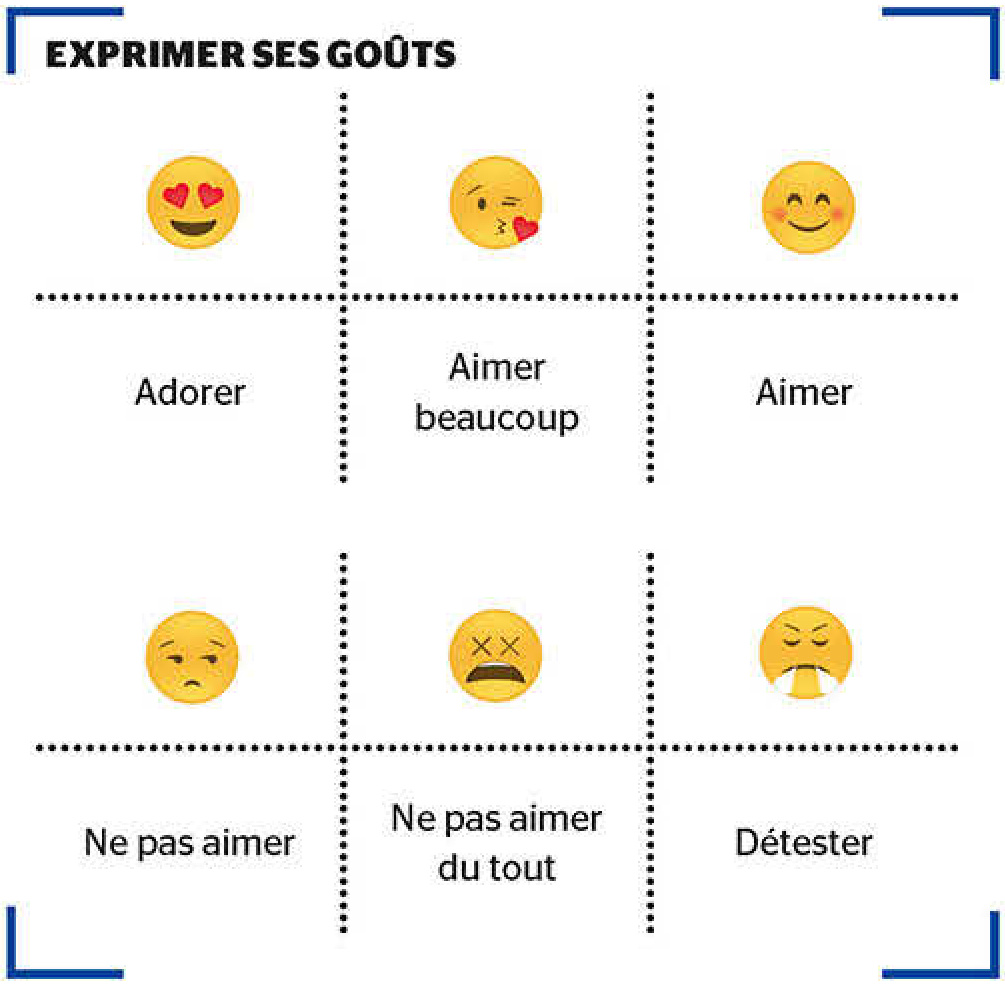 EXPRIMER SES GOÛTS
Adorer
Aimer
beaucoup
Aimer
Ne pas aimer
Ne pas aimer
du tout
Détester